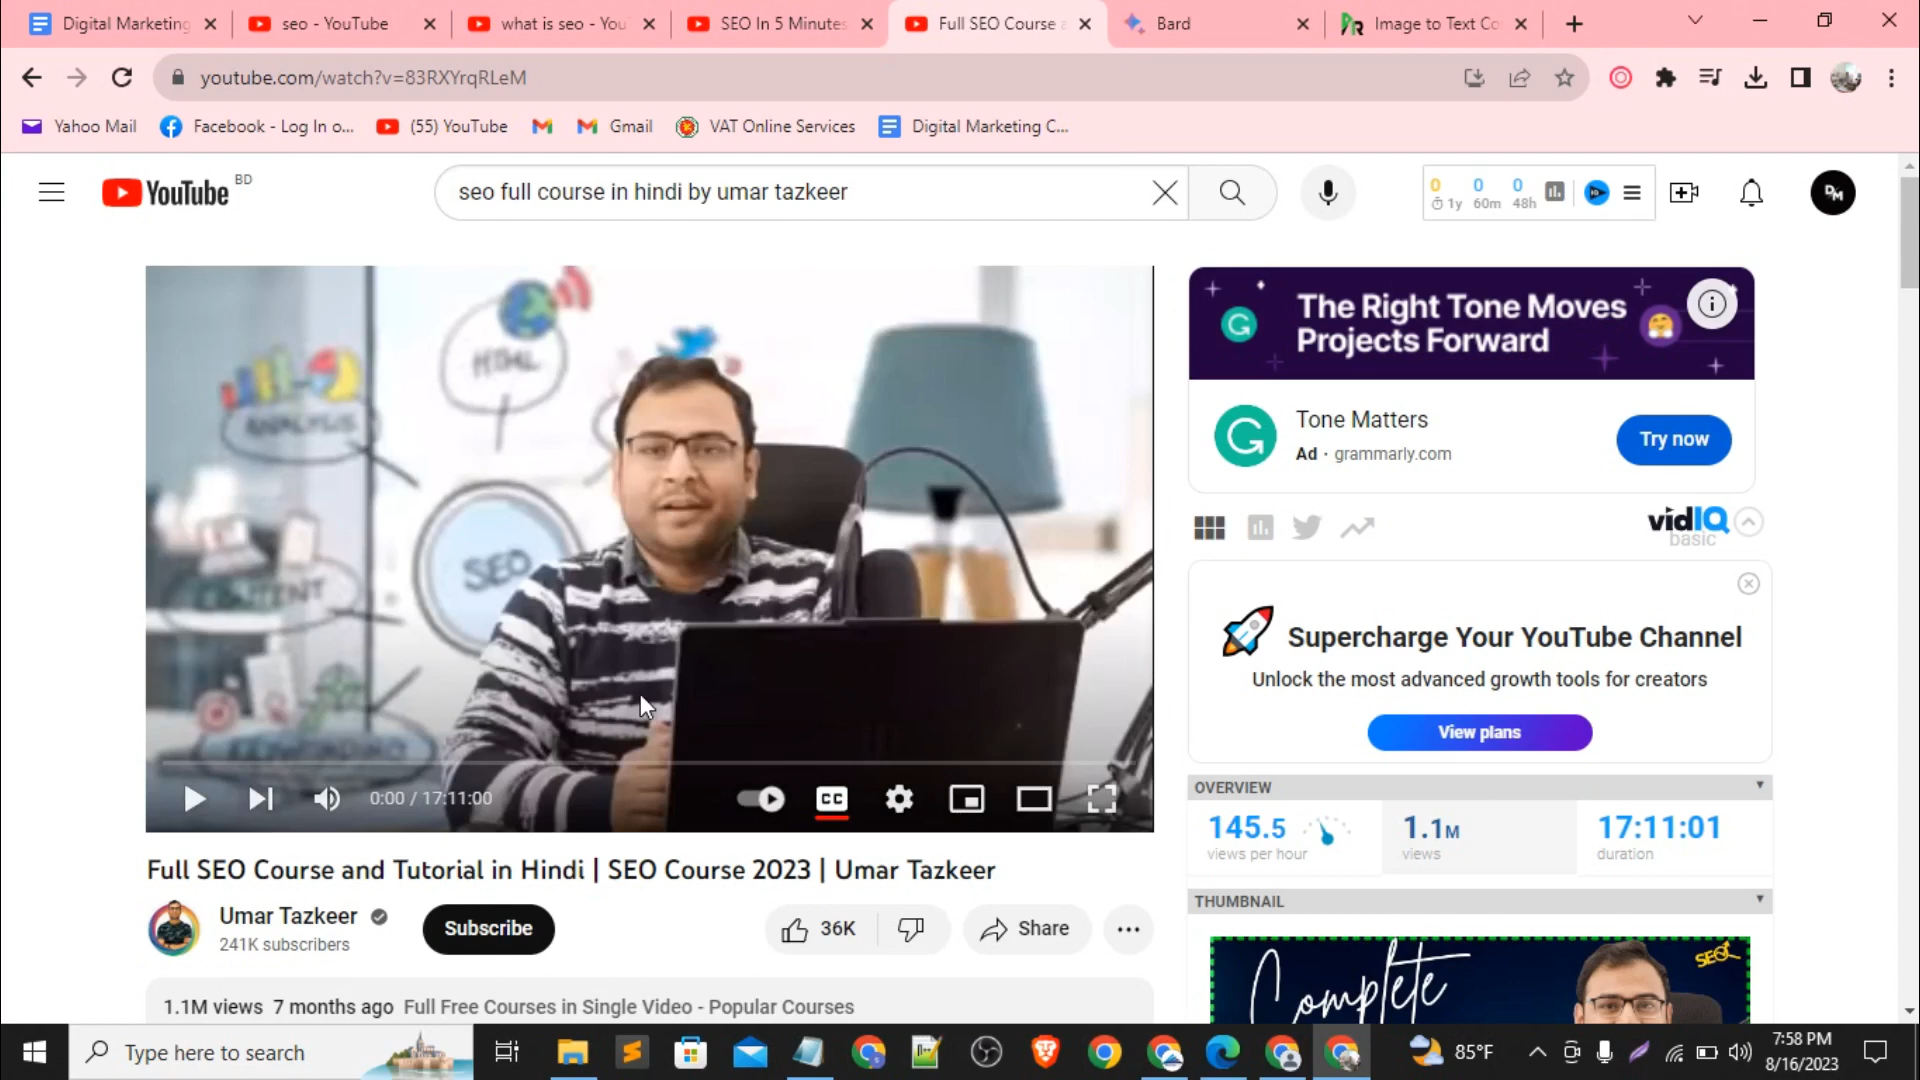 Digital Marketing
seo - YouTube
what is seo - You
SEO In 5 Minutes
Full SEO Course a
Bard
Image to Text Co
youtube.com/watch?v=83RXYrqRLeM
Yahoo Mail
Facebook - Log In o...
(55) YouTube
Gmail
VAT Online Services
Digital Marketing C...
YouTube BD
seo full course in hindi by umar tazkeer
0 0 0
1y 60m 48h
DM
The Right Tone Moves
Projects Forward
HTML
ANALYSIS
SEO
CONTENT
Tone Matters
Ad · grammarly.com
Try now
vidIQ
basic
Supercharge Your YouTube Channel
Unlock the most advanced growth tools for creators
View plans
0:00 / 17:11:00
CC
OVERVIEW
145.5 1.1M 17:11:01
views per hour views duration
THUMBNAIL
SEO
Complete
Full SEO Course and Tutorial in Hindi | SEO Course 2023 | Umar Tazkeer
Umar Tazkeer
241K subscribers
Subscribe
36K
Share
1.1M views 7 months ago Full Free Courses in Single Video - Popular Courses
Type here to search
85°F
7:58 PM
8/16/2023